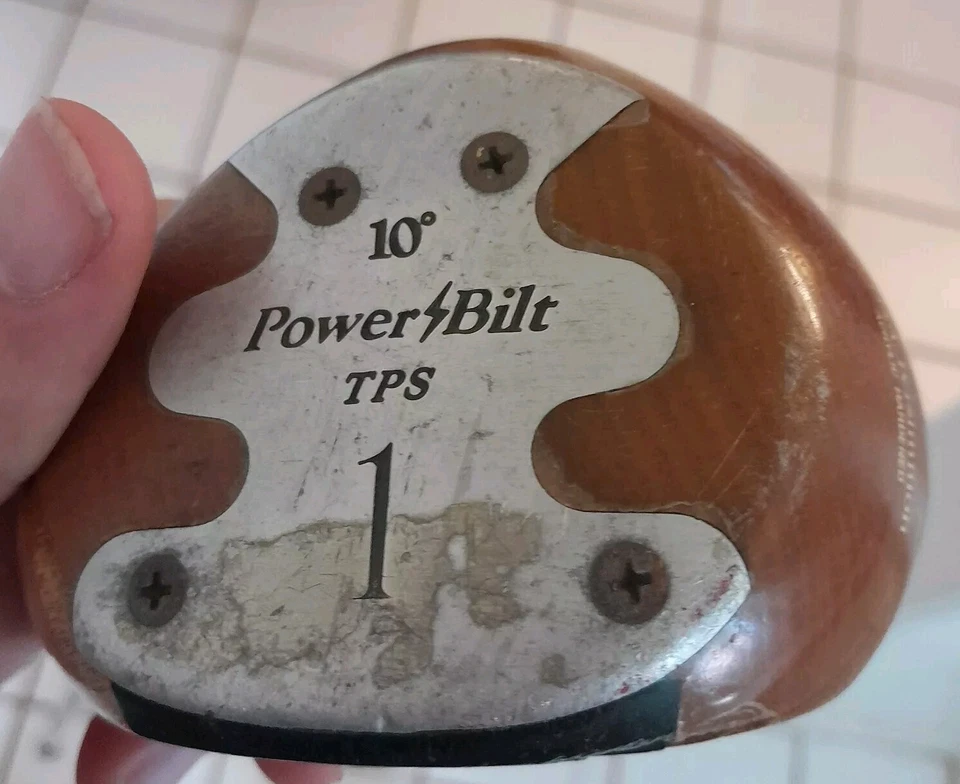 10°
Power Bilt
TPS
1